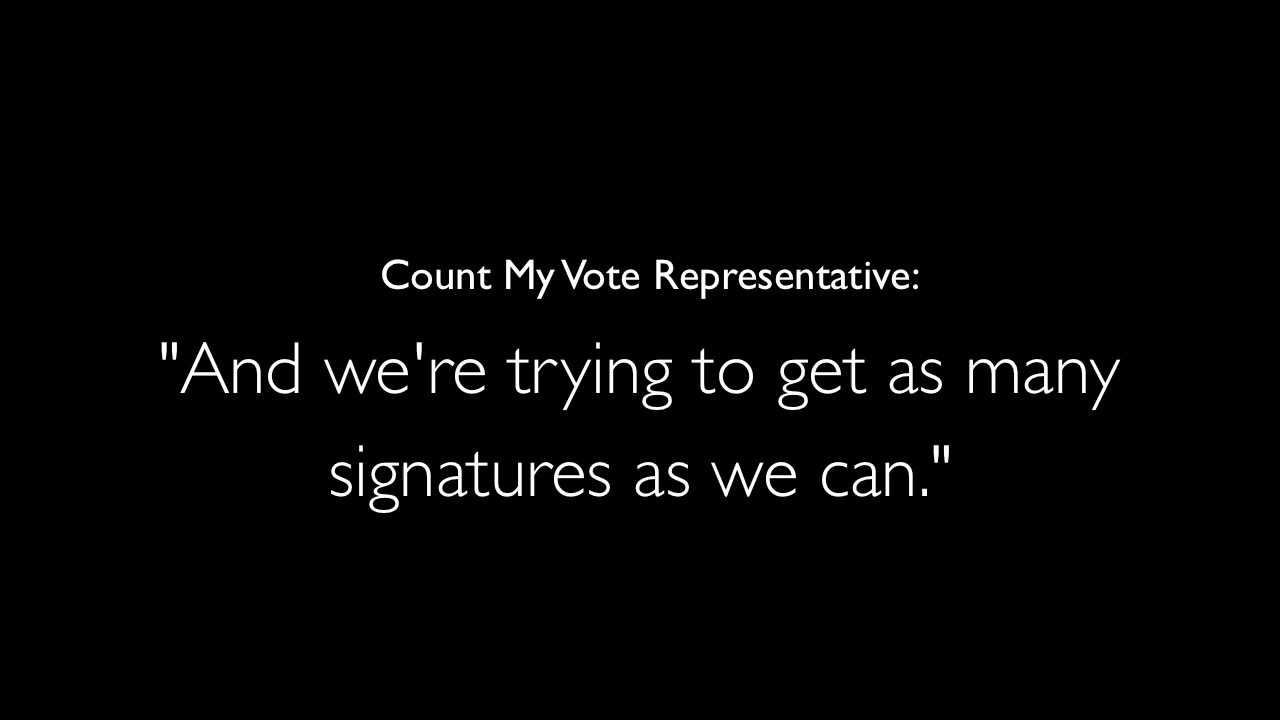 Count My Vote Representative:
"And we're trying to get as many
signatures as we can."